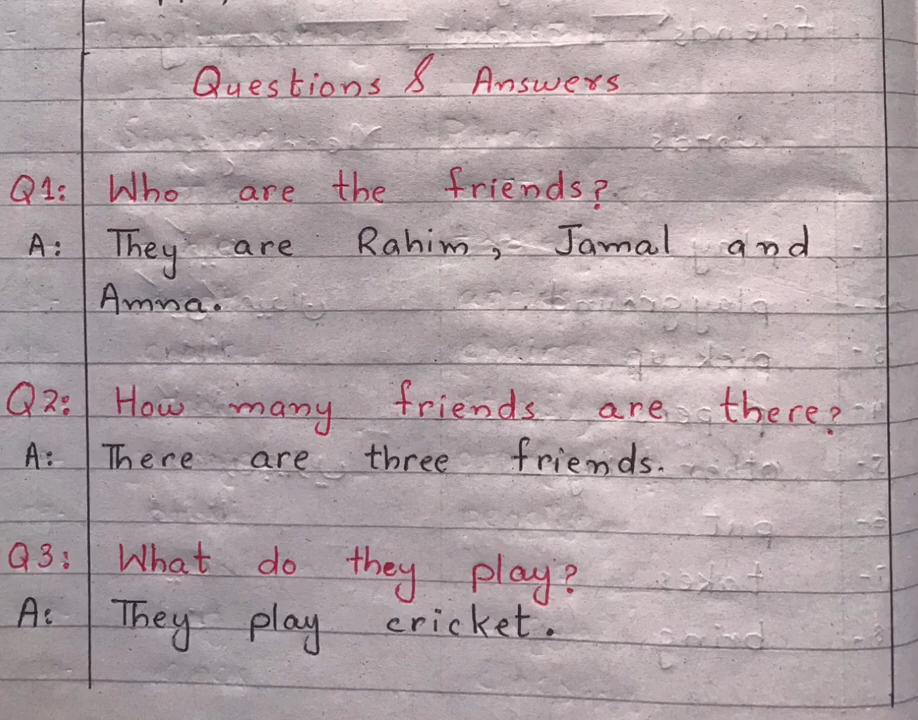 Questions & Answers
Q1: Who are the friends?
A: They are Rahim, Jamal and
Amna.
Q2: How many friends are there?
A: There are three friends.
Q3: What do they play?
A: They play cricket.